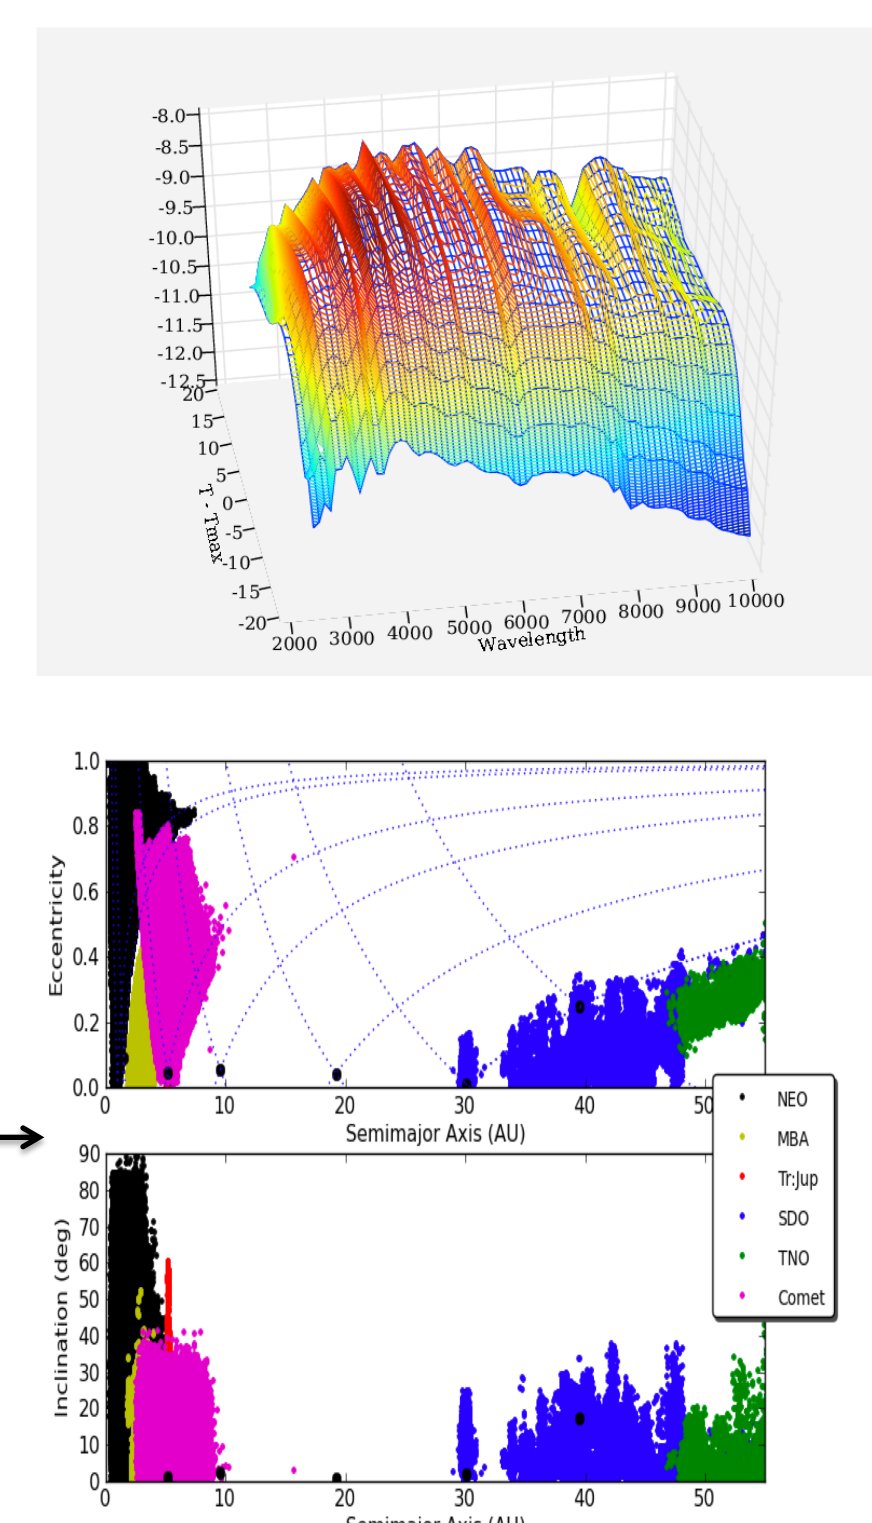 -8.0
-8.5
-9.0
-9.5
-10.0
-10.5
-11.0
-11.5
-12.0
-12.5
20
15
10
5
0
-5
-10
-15
-20
T - Tmax
2000 3000 4000 5000 6000 7000 8000 9000 10000
Wavelength
1.0
0.8
0.6
0.4
0.2
0.0
Eccentricity
0 10 20 30 40 50
Semimajor Axis (AU)
NEO
MBA
Tr:Jup
SDO
TNO
Comet
90
80
70
60
50
40
30
20
10
0
Inclination (deg)
0 10 20 30 40 50
Semimajor Axis (AU)